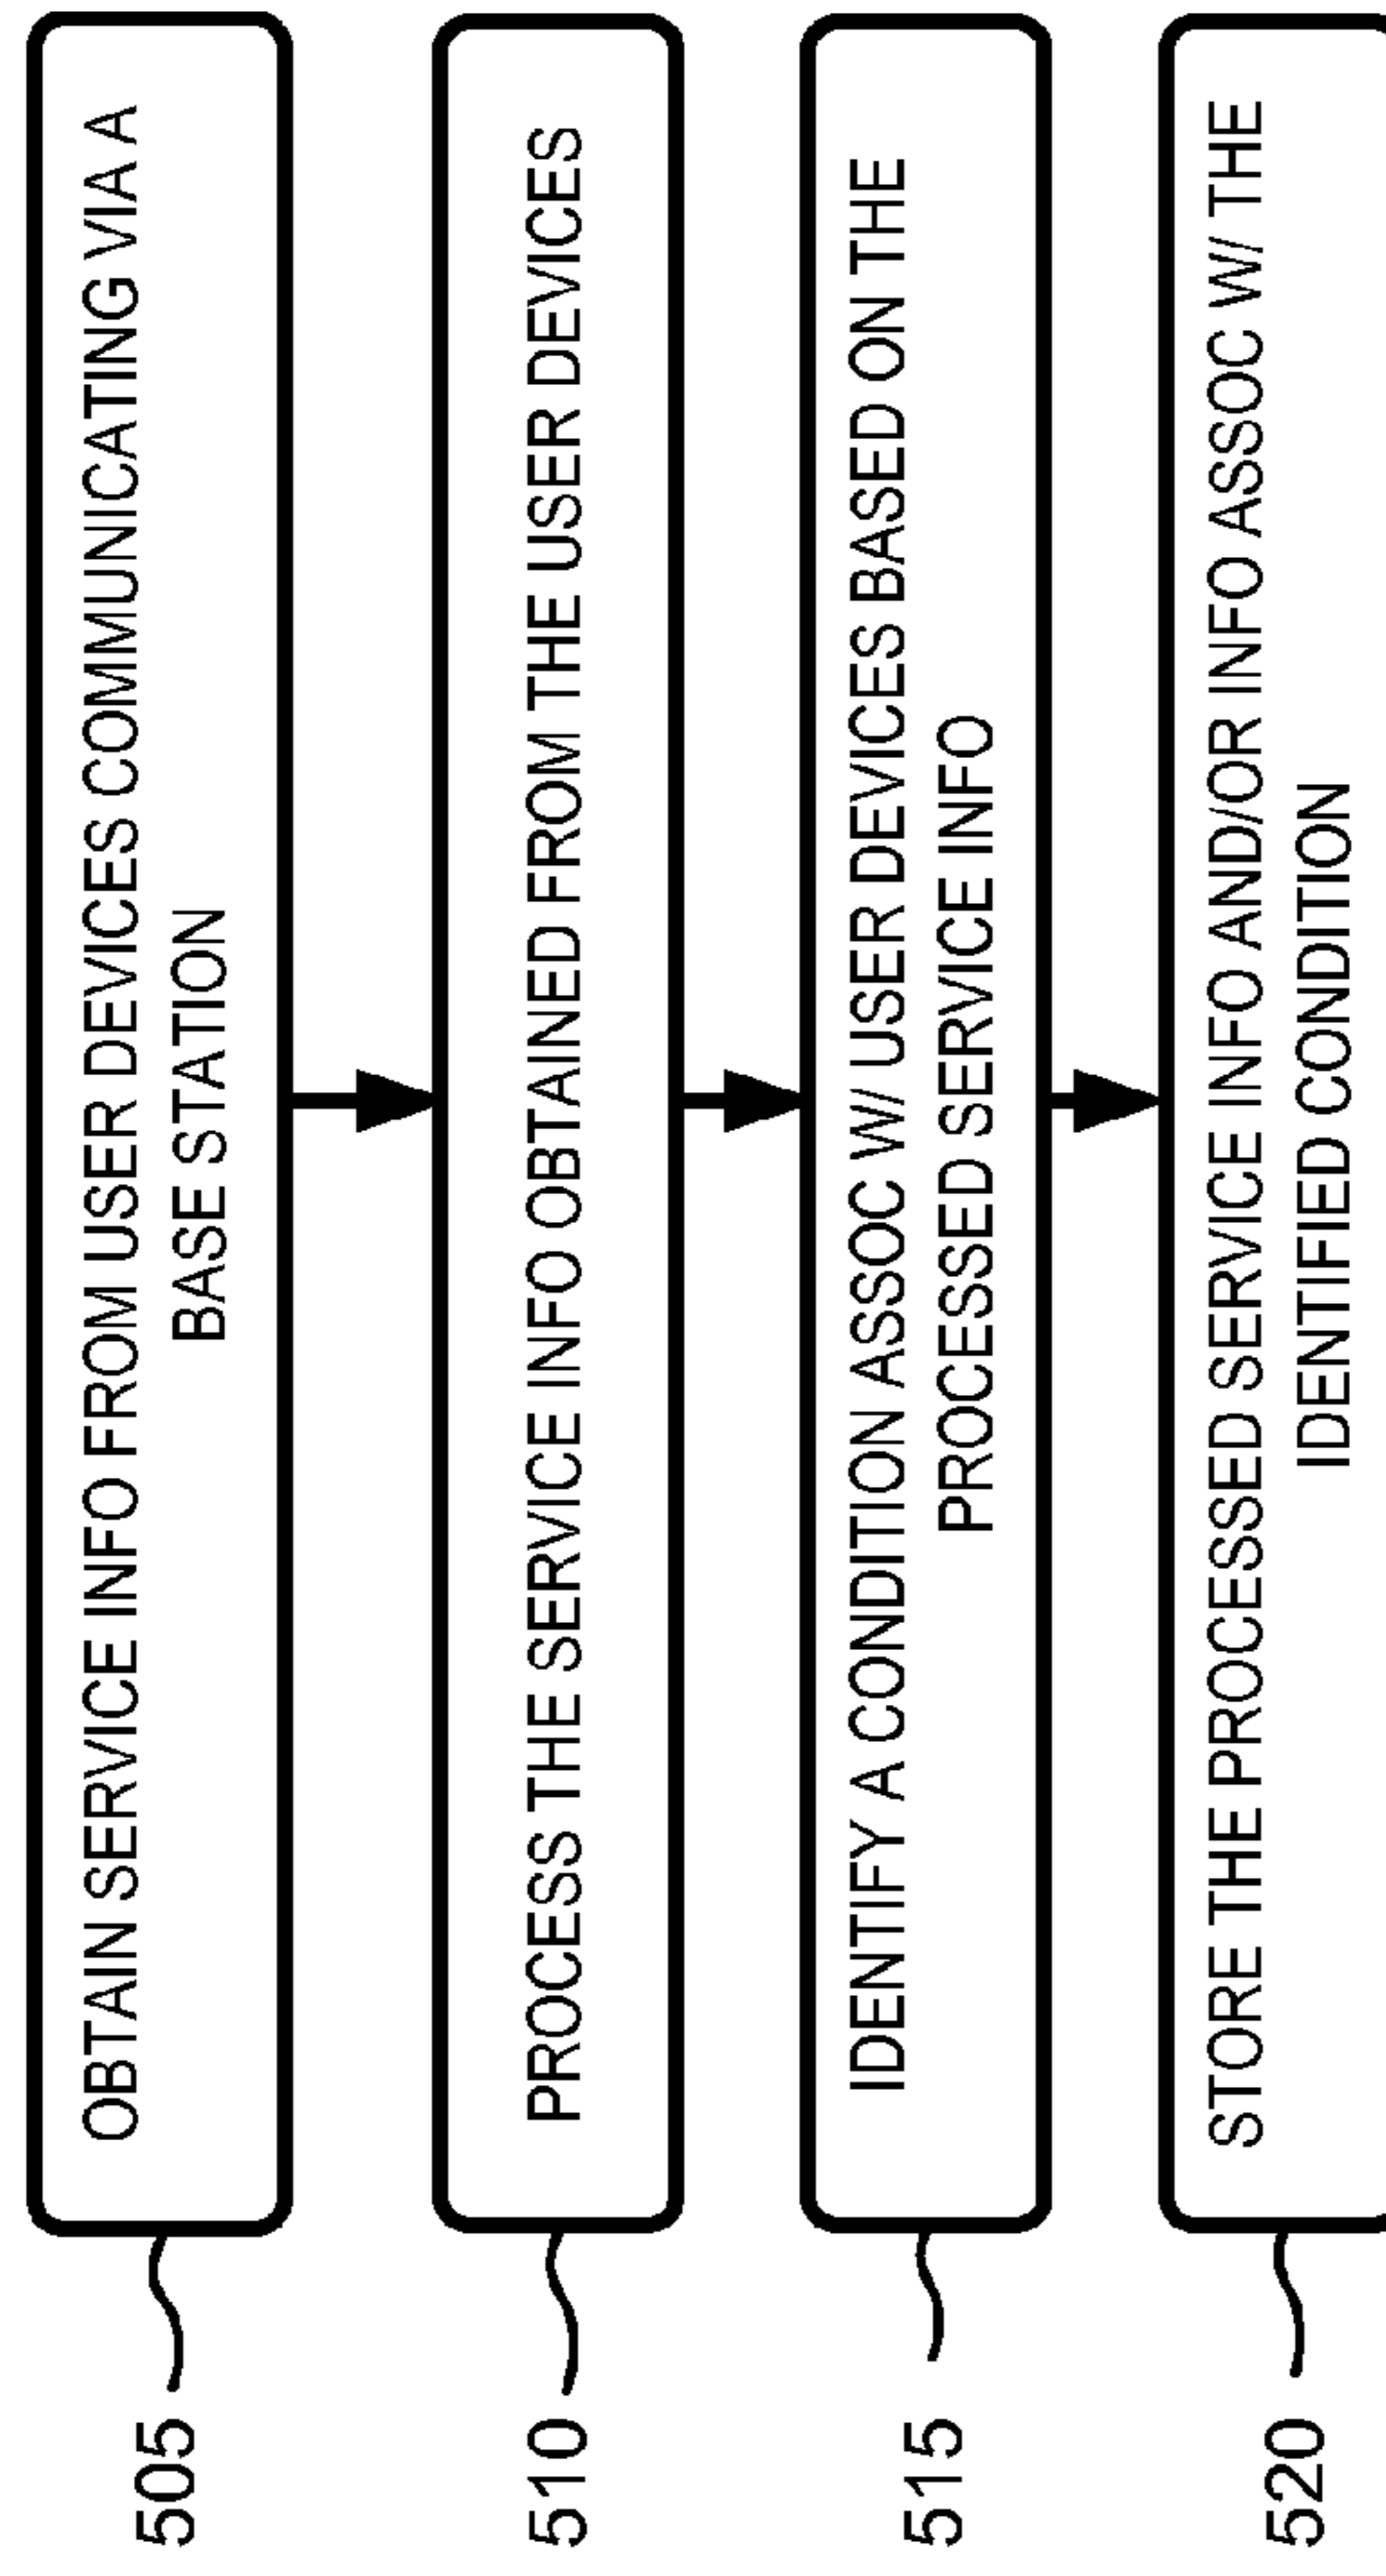 505
OBTAIN SERVICE INFO FROM USER DEVICES COMMUNICATING VIA A
BASE STATION
510
PROCESS THE SERVICE INFO OBTAINED FROM THE USER DEVICES
515
IDENTIFY A CONDITION ASSOC W/ USER DEVICES BASED ON THE
PROCESSED SERVICE INFO
520
STORE THE PROCESSED SERVICE INFO AND/OR INFO ASSOC W/ THE
IDENTIFIED CONDITION